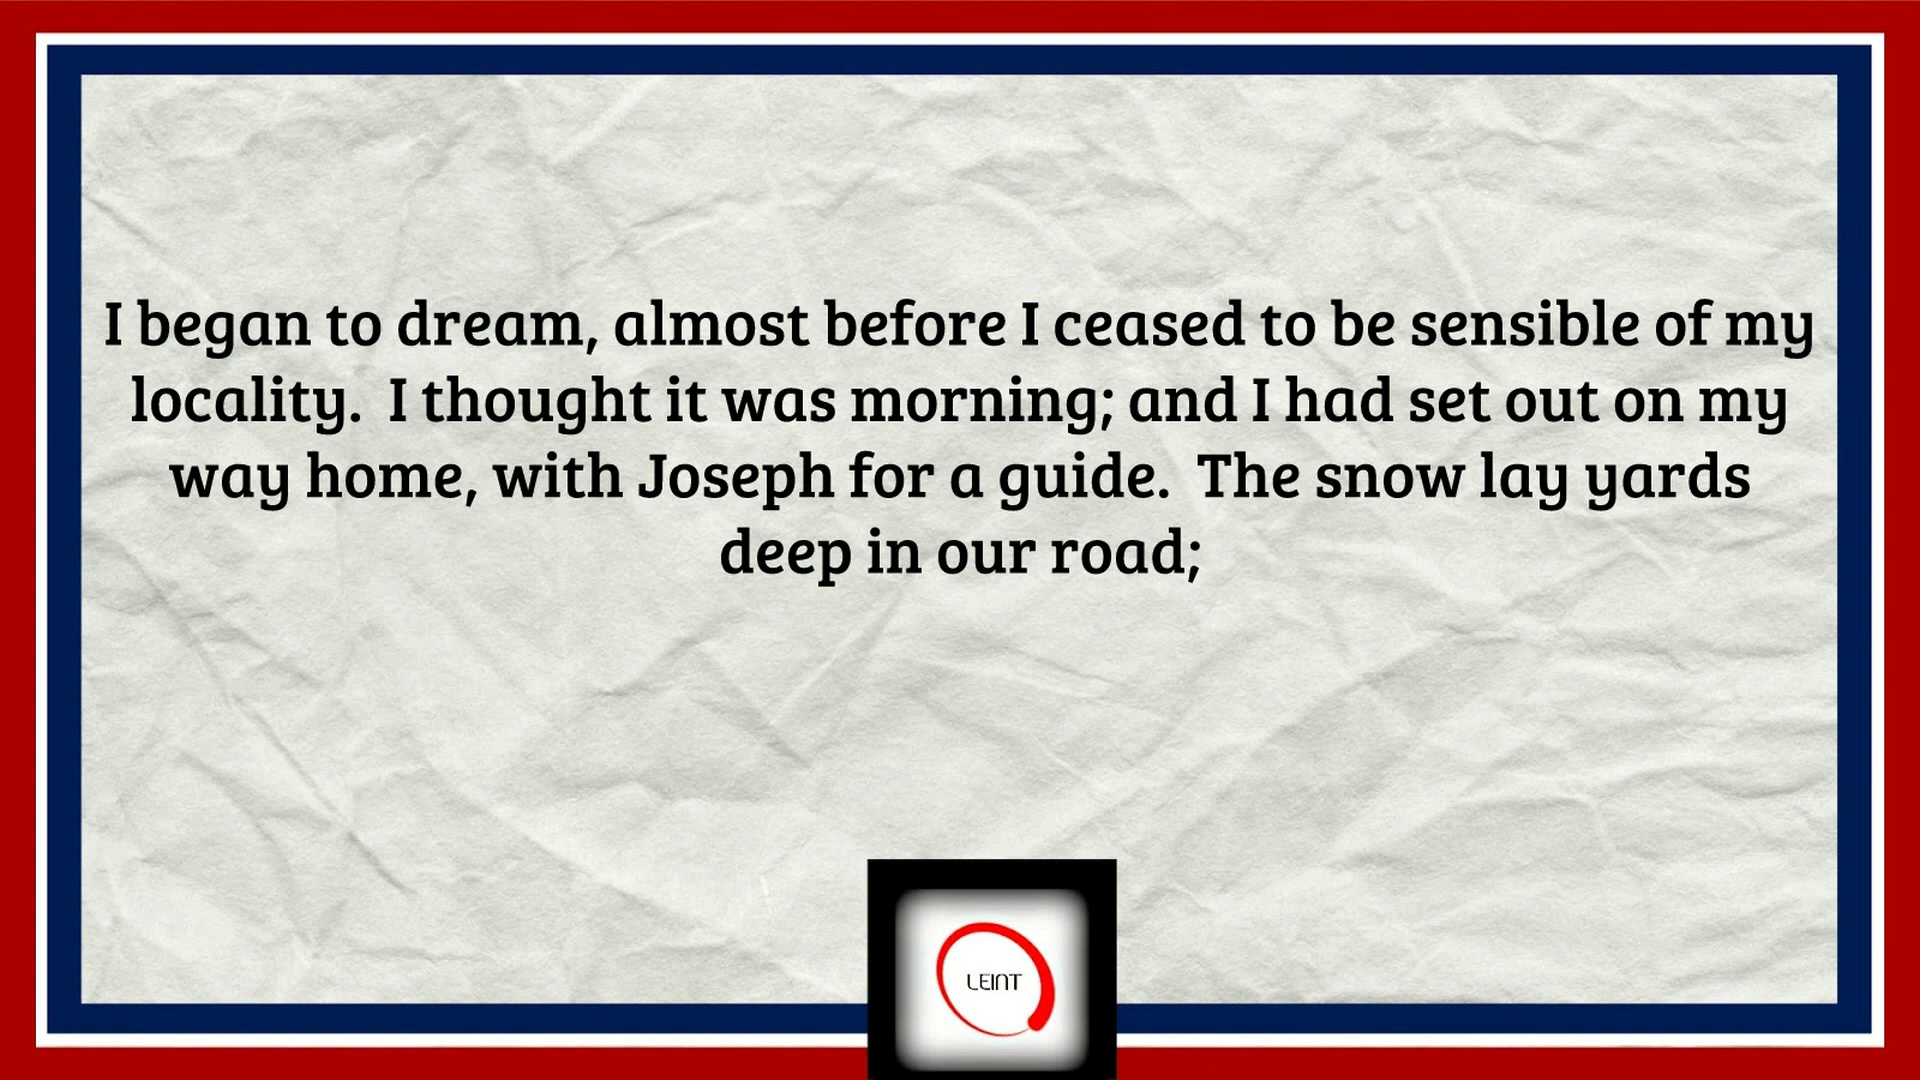 I began to dream, almost before I ceased to be sensible of my
locality.  I thought it was morning; and I had set out on my
way home, with Joseph for a guide.  The snow lay yards
deep in our road;
LEINT